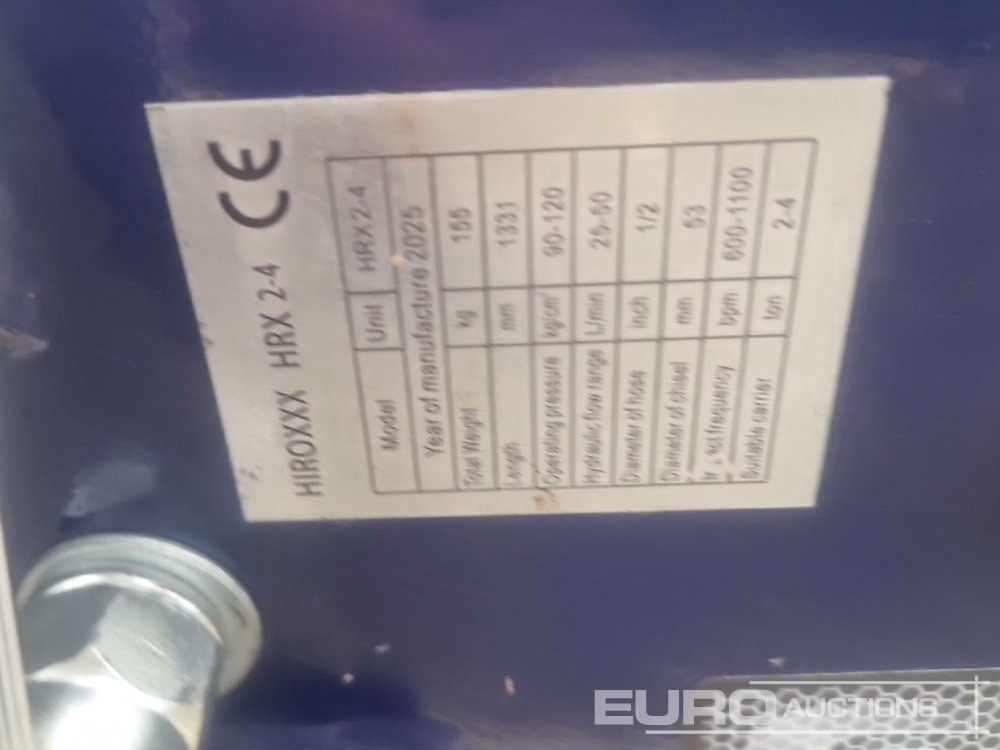 HIROXXX HRX 2-4 CE
Model Unit HRX2-4
Year of manufacture 2025
Total Weight kg 155
Length mm 1331
Operating pressure kg/cm² 90-120
Hydraulic flow range L/min 25-50
Diameter of hose inch 1/2
Diameter of chisel mm 53
frequency bpm 600-1100
Suitable carrier ton 2-4
EURO AUCTIONS